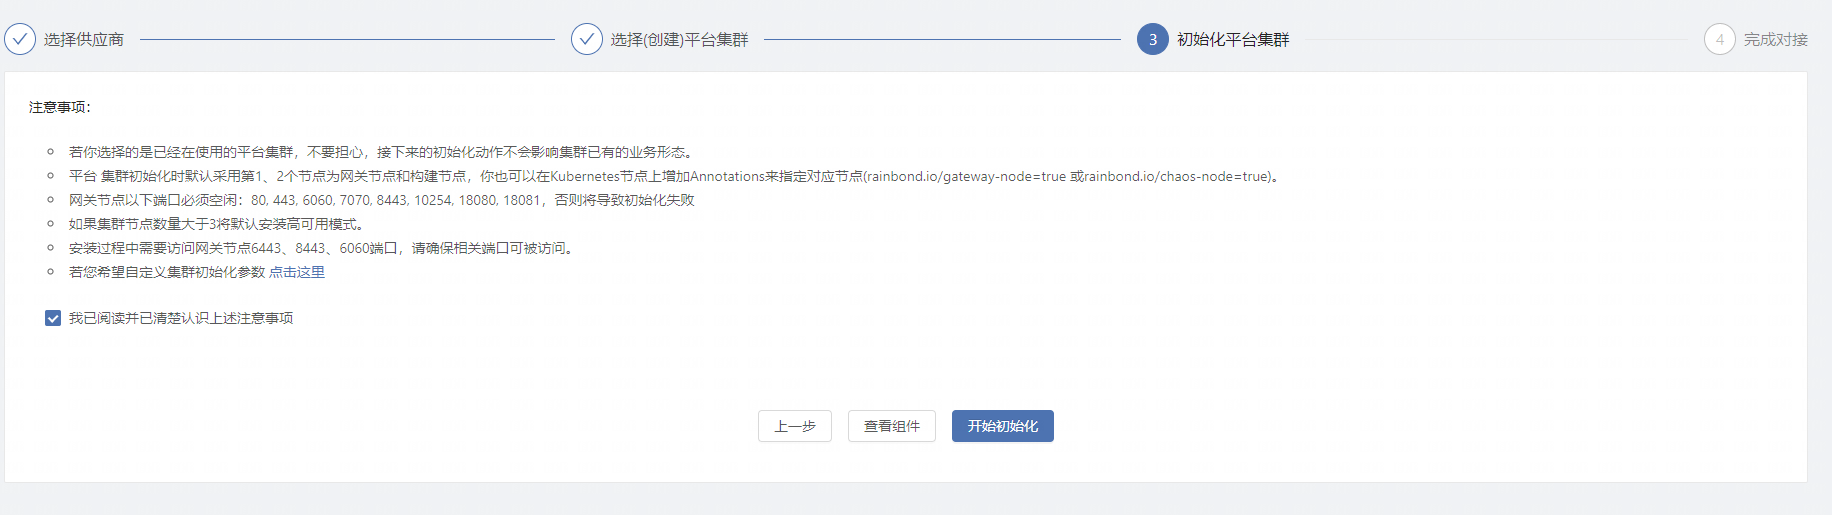 选择供应商
选择(创建)平台集群
3 初始化平台集群
4 完成对接
注意事项:
若你选择的是已经在使用的平台集群，不要担心，接下来的初始化动作不会影响集群已有的业务形态。
平台 集群初始化时默认采用第1、2个节点为网关节点和构建节点，你也可以在Kubernetes节点上增加Annotations来指定对应节点(rainbond.io/gateway-node=true 或rainbond.io/chaos-node=true)。
网关节点以下端口必须空闲：80, 443, 6060, 7070, 8443, 10254, 18080, 18081，否则将导致初始化失败
如果集群节点数量大于3将默认安装高可用模式。
安装过程中需要访问网关节点6443、8443、6060端口，请确保相关端口可被访问。
若您希望自定义集群初始化参数 点击这里
我已阅读并已清楚认识上述注意事项
上一步
查看组件
开始初始化